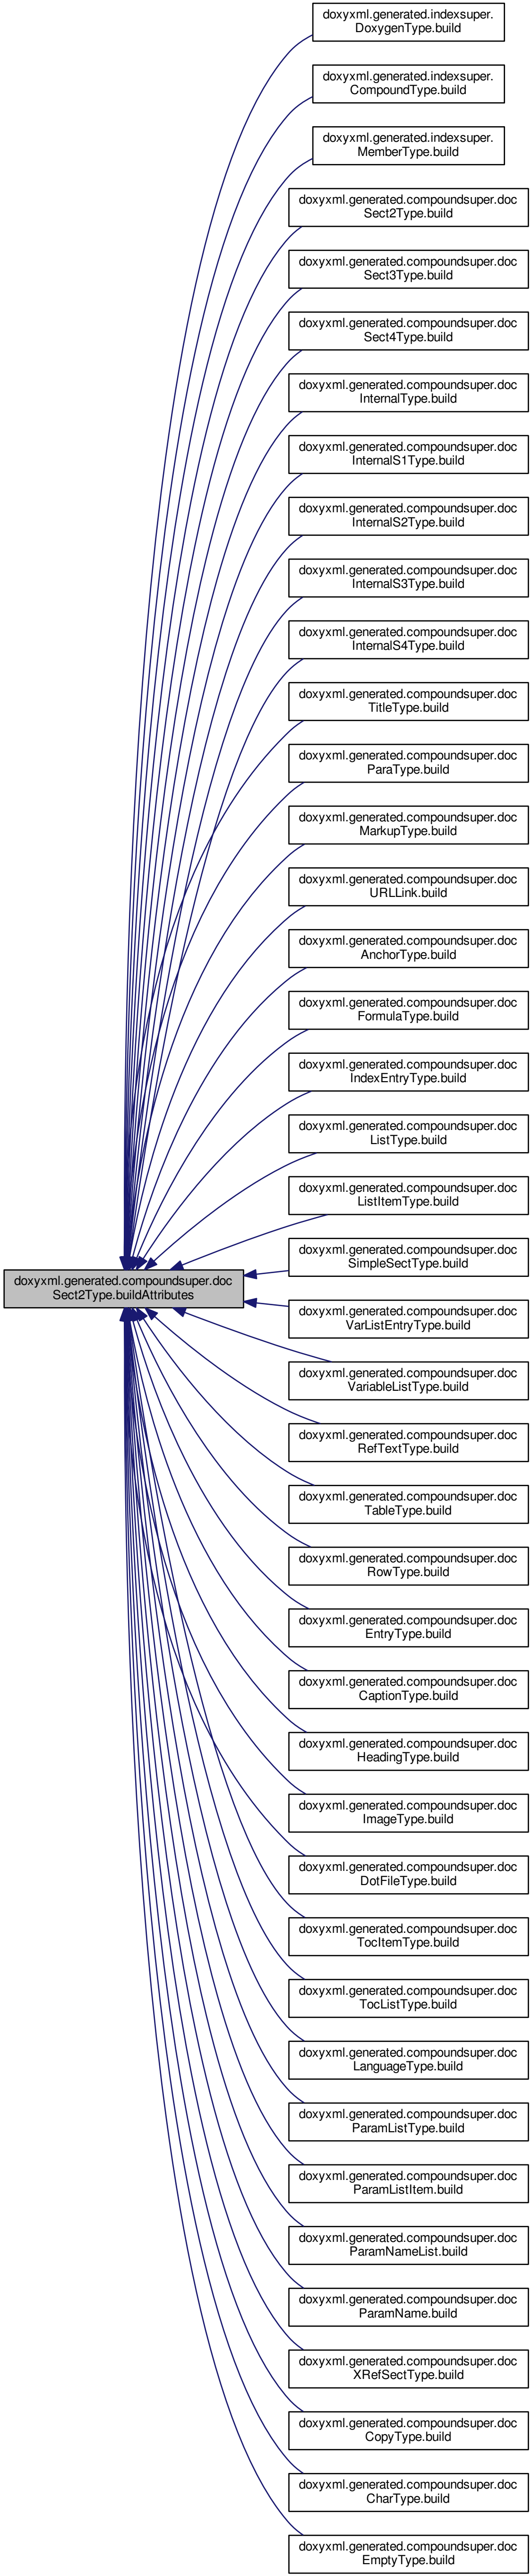 doxyxml.generated.indexsuper.
DoxygenType.build
doxyxml.generated.indexsuper.
CompoundType.build
doxyxml.generated.indexsuper.
MemberType.build
doxyxml.generated.compoundsuper.doc
Sect2Type.build
doxyxml.generated.compoundsuper.doc
Sect3Type.build
doxyxml.generated.compoundsuper.doc
Sect4Type.build
doxyxml.generated.compoundsuper.doc
InternalType.build
doxyxml.generated.compoundsuper.doc
InternalS1Type.build
doxyxml.generated.compoundsuper.doc
InternalS2Type.build
doxyxml.generated.compoundsuper.doc
InternalS3Type.build
doxyxml.generated.compoundsuper.doc
InternalS4Type.build
doxyxml.generated.compoundsuper.doc
TitleType.build
doxyxml.generated.compoundsuper.doc
ParaType.build
doxyxml.generated.compoundsuper.doc
MarkupType.build
doxyxml.generated.compoundsuper.doc
URLLink.build
doxyxml.generated.compoundsuper.doc
AnchorType.build
doxyxml.generated.compoundsuper.doc
FormulaType.build
doxyxml.generated.compoundsuper.doc
IndexEntryType.build
doxyxml.generated.compoundsuper.doc
ListType.build
doxyxml.generated.compoundsuper.doc
ListItemType.build
doxyxml.generated.compoundsuper.doc
SimpleSectType.build
doxyxml.generated.compoundsuper.doc
Sect2Type.buildAttributes
doxyxml.generated.compoundsuper.doc
VarListEntryType.build
doxyxml.generated.compoundsuper.doc
VariableListType.build
doxyxml.generated.compoundsuper.doc
RefTextType.build
doxyxml.generated.compoundsuper.doc
TableType.build
doxyxml.generated.compoundsuper.doc
RowType.build
doxyxml.generated.compoundsuper.doc
EntryType.build
doxyxml.generated.compoundsuper.doc
CaptionType.build
doxyxml.generated.compoundsuper.doc
HeadingType.build
doxyxml.generated.compoundsuper.doc
ImageType.build
doxyxml.generated.compoundsuper.doc
DotFileType.build
doxyxml.generated.compoundsuper.doc
TocItemType.build
doxyxml.generated.compoundsuper.doc
TocListType.build
doxyxml.generated.compoundsuper.doc
LanguageType.build
doxyxml.generated.compoundsuper.doc
ParamListType.build
doxyxml.generated.compoundsuper.doc
ParamListItem.build
doxyxml.generated.compoundsuper.doc
ParamNameList.build
doxyxml.generated.compoundsuper.doc
ParamName.build
doxyxml.generated.compoundsuper.doc
XRefSectType.build
doxyxml.generated.compoundsuper.doc
CopyType.build
doxyxml.generated.compoundsuper.doc
CharType.build
doxyxml.generated.compoundsuper.doc
EmptyType.build